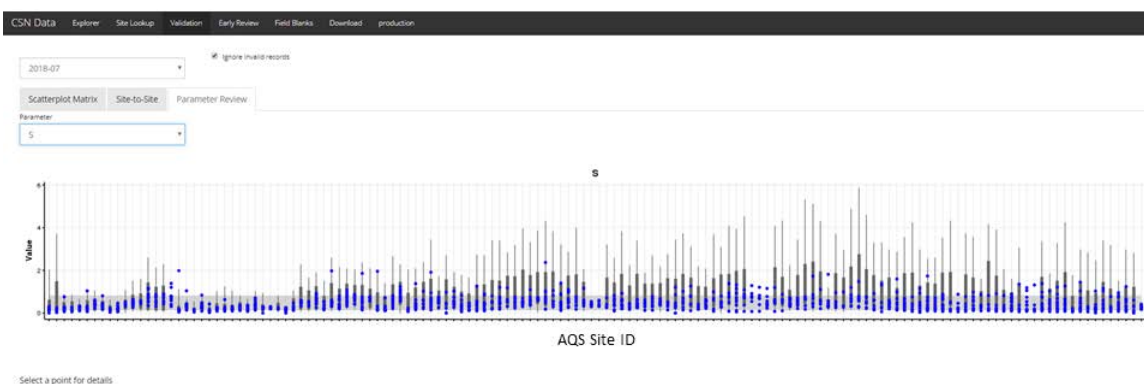 CSN Data Explorer Site Lookup Validation Early Review Field Blanks Download production
2018-07
Ignore invalid records
Scatterplot Matrix Site-to-Site Parameter Review
Parameter
S
S
6
4
Value
2
0
AQS Site ID
Select a point for details